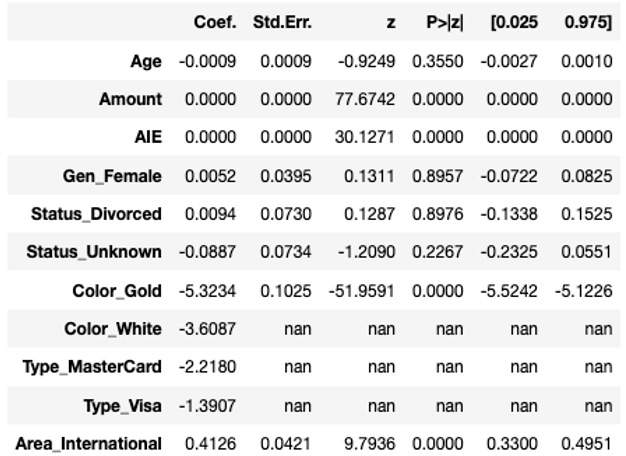 Coef. Std.Err. z P>|z| [0.025 0.975]
Age -0.0009 0.0009 -0.9249 0.3550 -0.0027 0.0010
Amount 0.0000 0.0000 77.6742 0.0000 0.0000 0.0000
AIE 0.0000 0.0000 30.1271 0.0000 0.0000 0.0000
Gen_Female 0.0052 0.0395 0.1311 0.8957 -0.0722 0.0825
Status_Divorced 0.0094 0.0730 0.1287 0.8976 -0.1338 0.1525
Status_Unknown -0.0887 0.0734 -1.2090 0.2267 -0.2325 0.0551
Color_Gold -5.3234 0.1025 -51.9591 0.0000 -5.5242 -5.1226
Color_White -3.6087 nan nan nan nan nan
Type_MasterCard -2.2180 nan nan nan nan nan
Type_Visa -1.3907 nan nan nan nan nan
Area_International 0.4126 0.0421 9.7936 0.0000 0.3300 0.4951